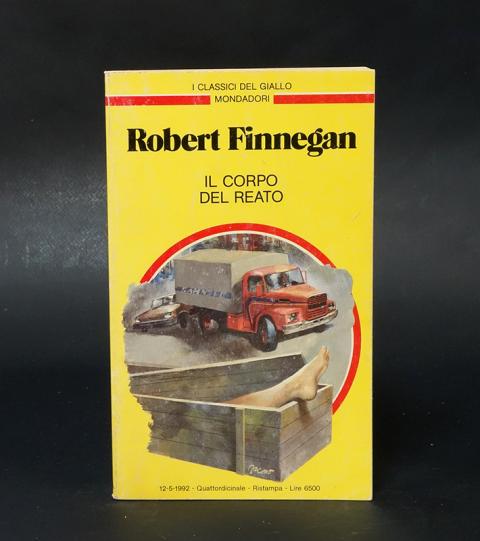 I CLASSICI DEL GIALLO
MONDADORI
Robert Finnegan
IL CORPO
DEL REATO
12-5-1992 - Quattordicinale - Ristampa - Lire 6500